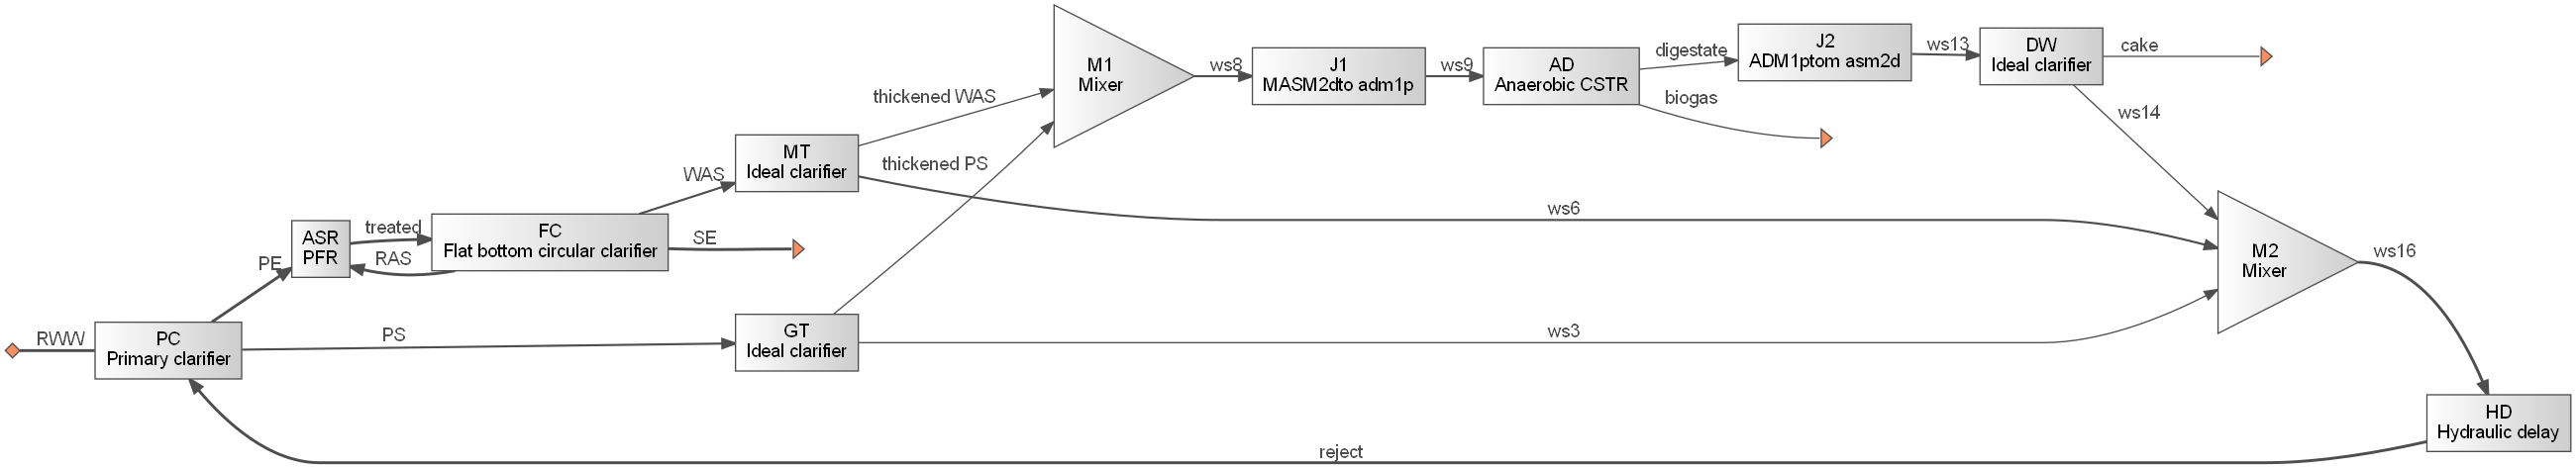 RWW
PC
Primary clarifier
PE
PS
ASR
PFR
treated
RAS
FC
Flat bottom circular clarifier
WAS
SE
MT
Ideal clarifier
GT
Ideal clarifier
thickened WAS
thickened PS
M1
Mixer
ws8
J1
MASM2dto adm1p
ws9
AD
Anaerobic CSTR
digestate
biogas
J2
ADM1ptom asm2d
ws13
DW
Ideal clarifier
cake
ws14
ws6
ws3
M2
Mixer
ws16
HD
Hydraulic delay
reject